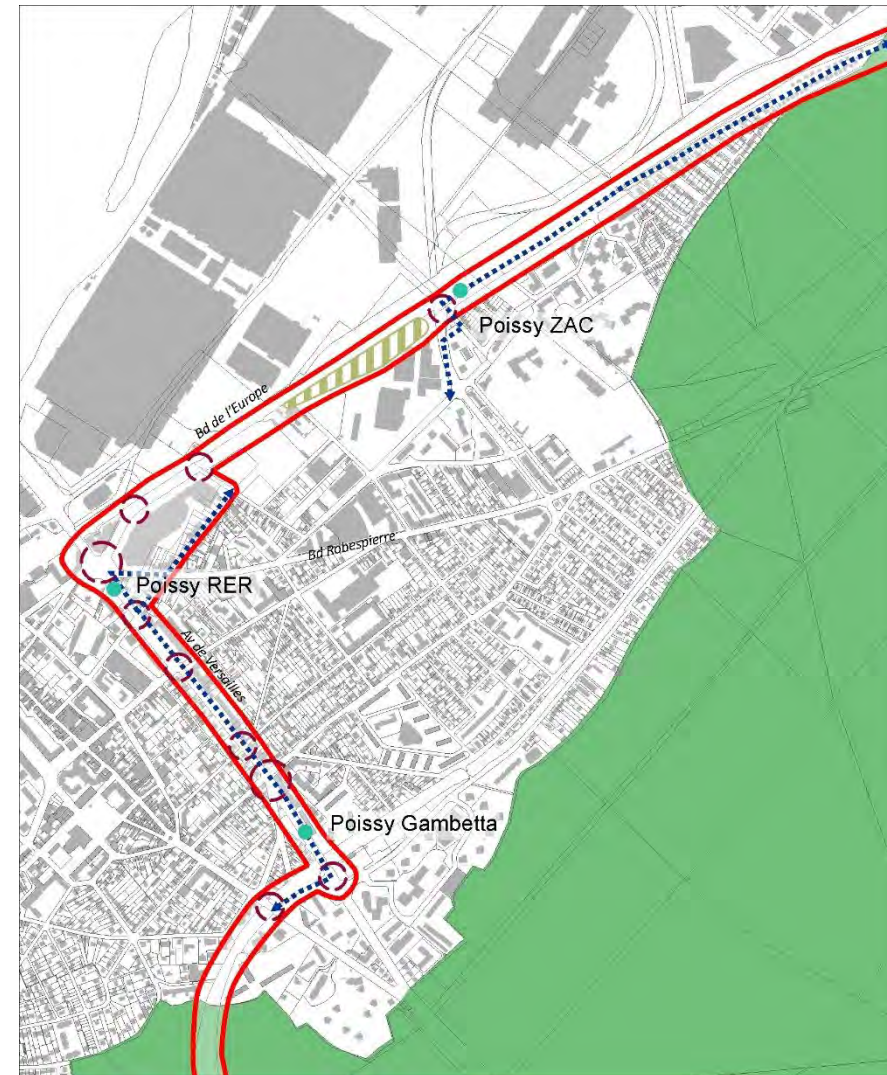 Poissy ZAC
Bd de l'Europe
Bd Robespierre
Poissy RER
Av de Versailles
Poissy Gambetta